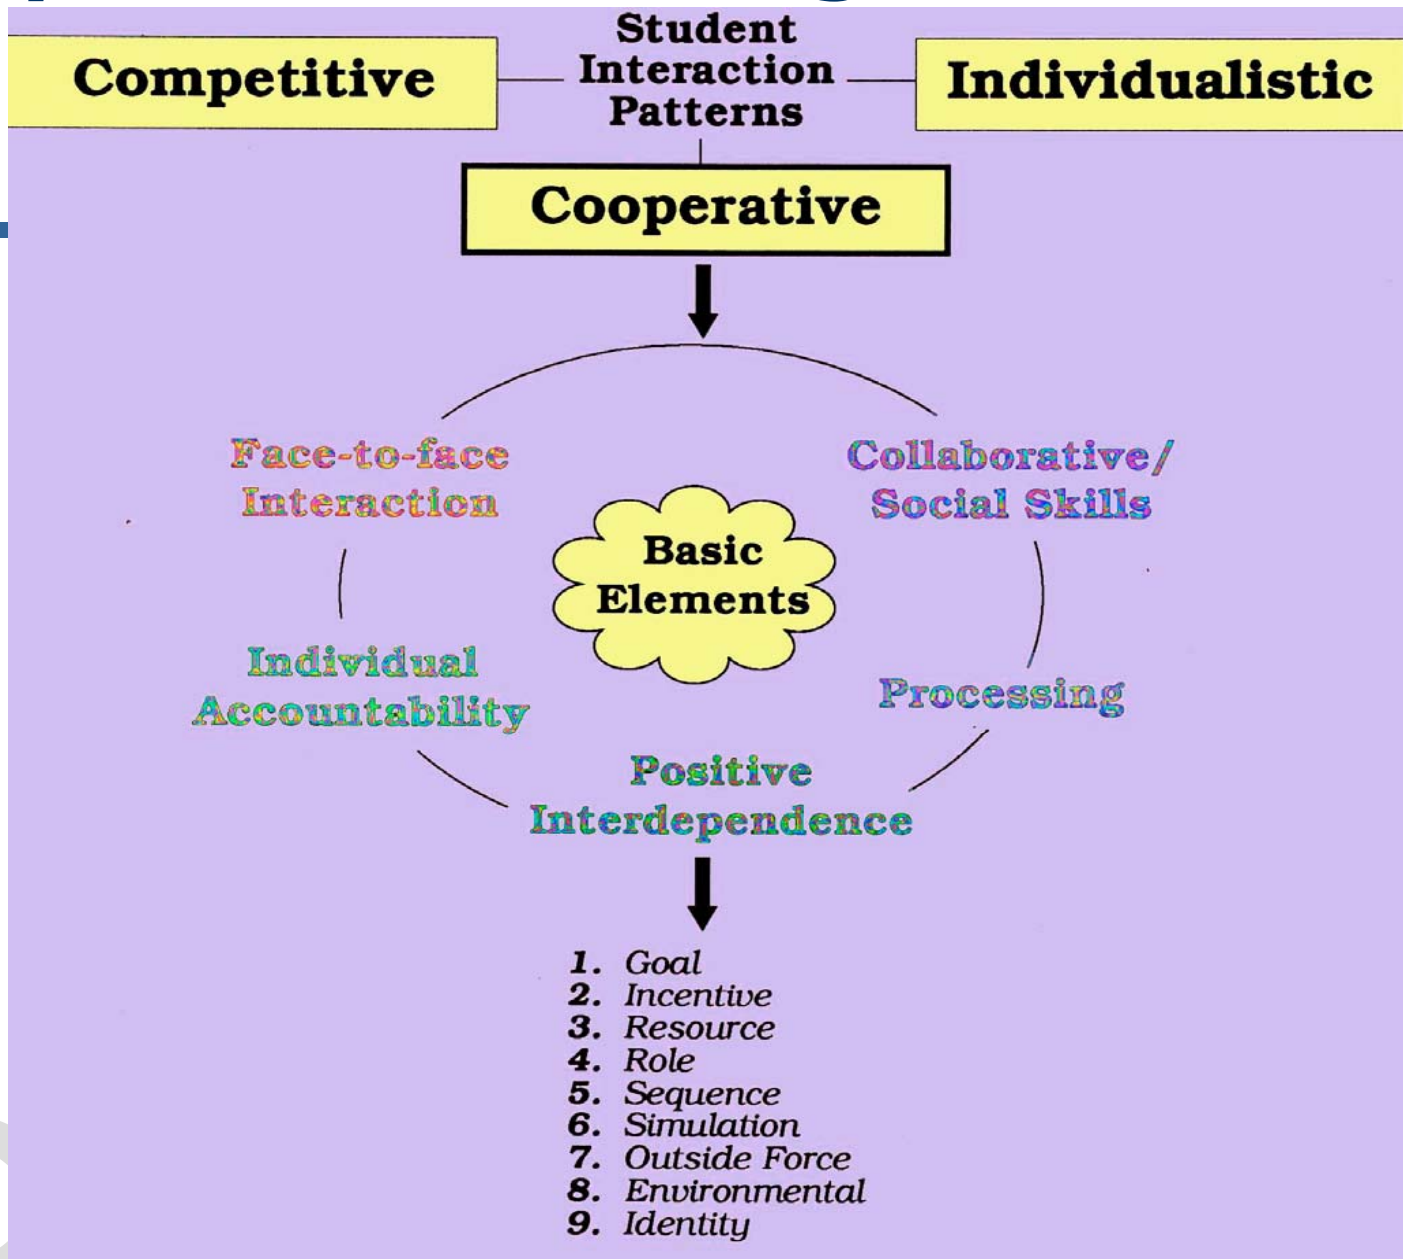 Student
Interaction
Patterns
Competitive
Individualistic
Cooperative
Face-to-face
Interaction
Collaborative/
Social Skills
Basic
Elements
Individual
Accountability
Processing
Positive
Interdependence
1. Goal
2. Incentive
3. Resource
4. Role
5. Sequence
6. Simulation
7. Outside Force
8. Environmental
9. Identity